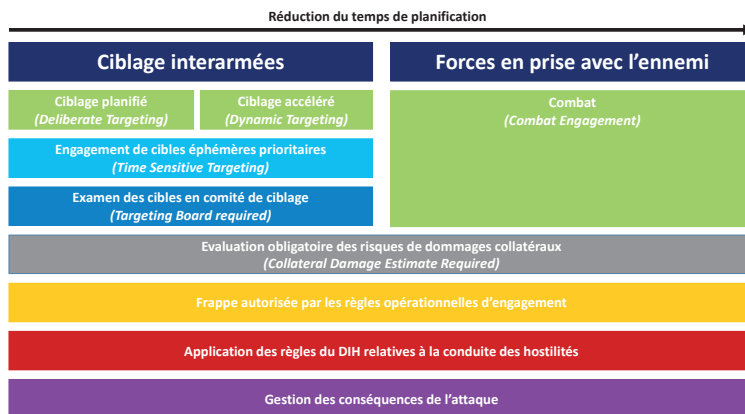 Réduction du temps de planification
Ciblage interarmées
Forces en prise avec l'ennemi
Ciblage planifié
(Deliberate Targeting)
Ciblage accéléré
(Dynamic Targeting)
Combat
(Combat Engagement)
Engagement de cibles éphémères prioritaires
(Time Sensitive Targeting)
Examen des cibles en comité de ciblage
(Targeting Board required)
Evaluation obligatoire des risques de dommages collatéraux
(Collateral Damage Estimate Required)
Frappe autorisée par les règles opérationnelles d'engagement
Application des règles du DIH relatives à la conduite des hostilités
Gestion des conséquences de l'attaque